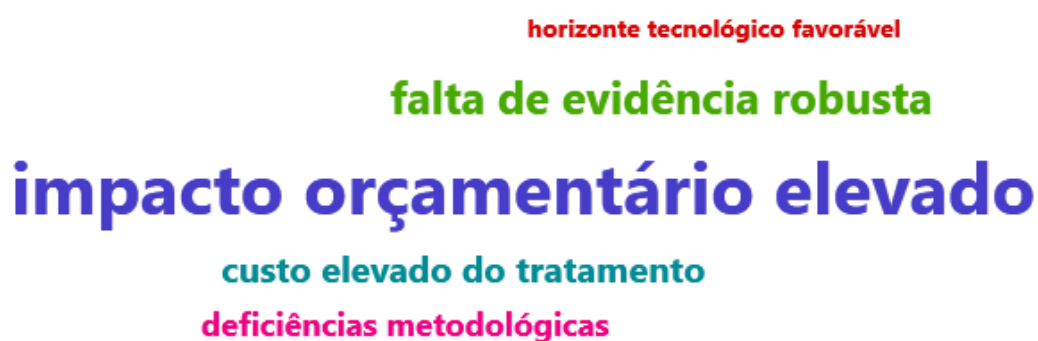 horizonte tecnológico favorável
falta de evidência robusta
impacto orçamentário elevado
custo elevado do tratamento
deficiências metodológicas